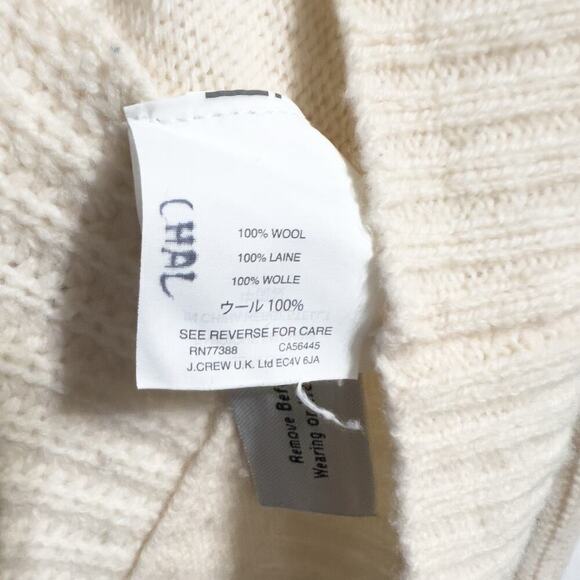 CHAL
100% WOOL
100% LAINE
100% WOLLE
ウール 100%
SEE REVERSE FOR CARE
RN77388 CA56445
J.CREW U.K. Ltd EC4V 6JA
Remove Bef
Wearing or